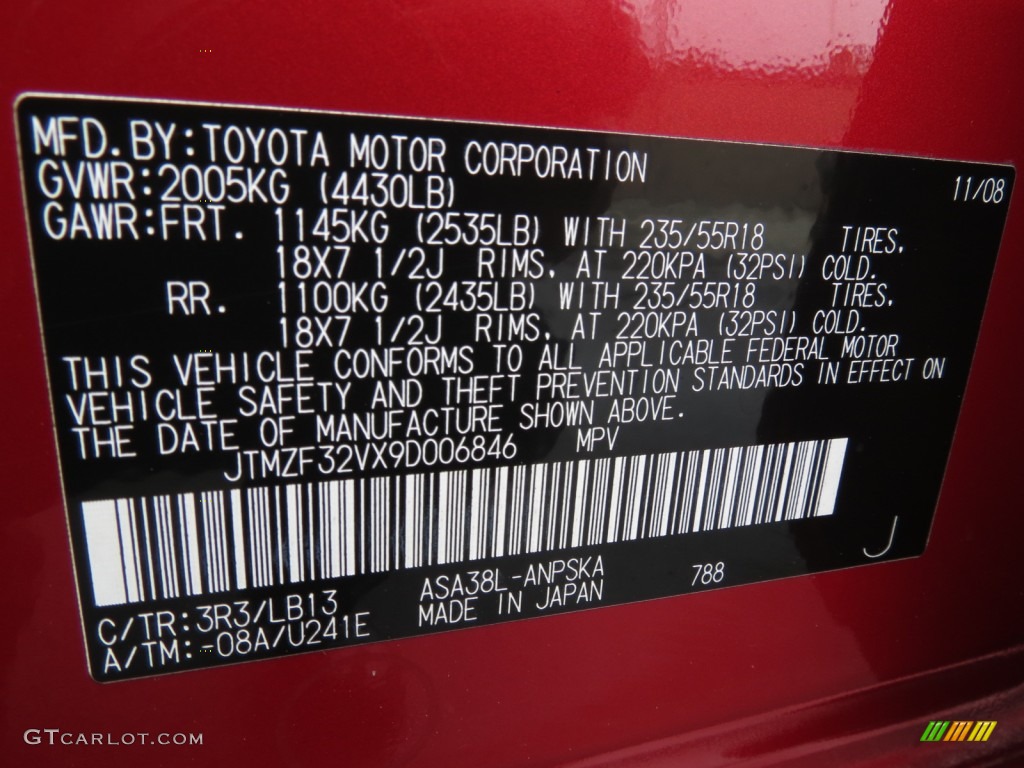 MFD.BY:TOYOTA MOTOR CORPORATION 11/08
GVWR:2005KG (4430LB)
GAWR:FRT. 1145KG (2535LB) WITH 235/55R18 TIRES,
18X7 1/2J RIMS, AT 220KPA (32PSI) COLD.
RR. 1100KG (2435LB) WITH 235/55R18 TIRES,
18X7 1/2J RIMS, AT 220KPA (32PSI) COLD.
THIS VEHICLE CONFORMS TO ALL APPLICABLE FEDERAL MOTOR
VEHICLE SAFETY AND THEFT PREVENTION STANDARDS IN EFFECT ON
THE DATE OF MANUFACTURE SHOWN ABOVE.
JTMZF32VX9D006846 MPV
J
C/TR:3R3/LB13 ASA38L-ANPSKA 788
A/TM:-08A/U241E MADE IN JAPAN
GTCARLOT.COM